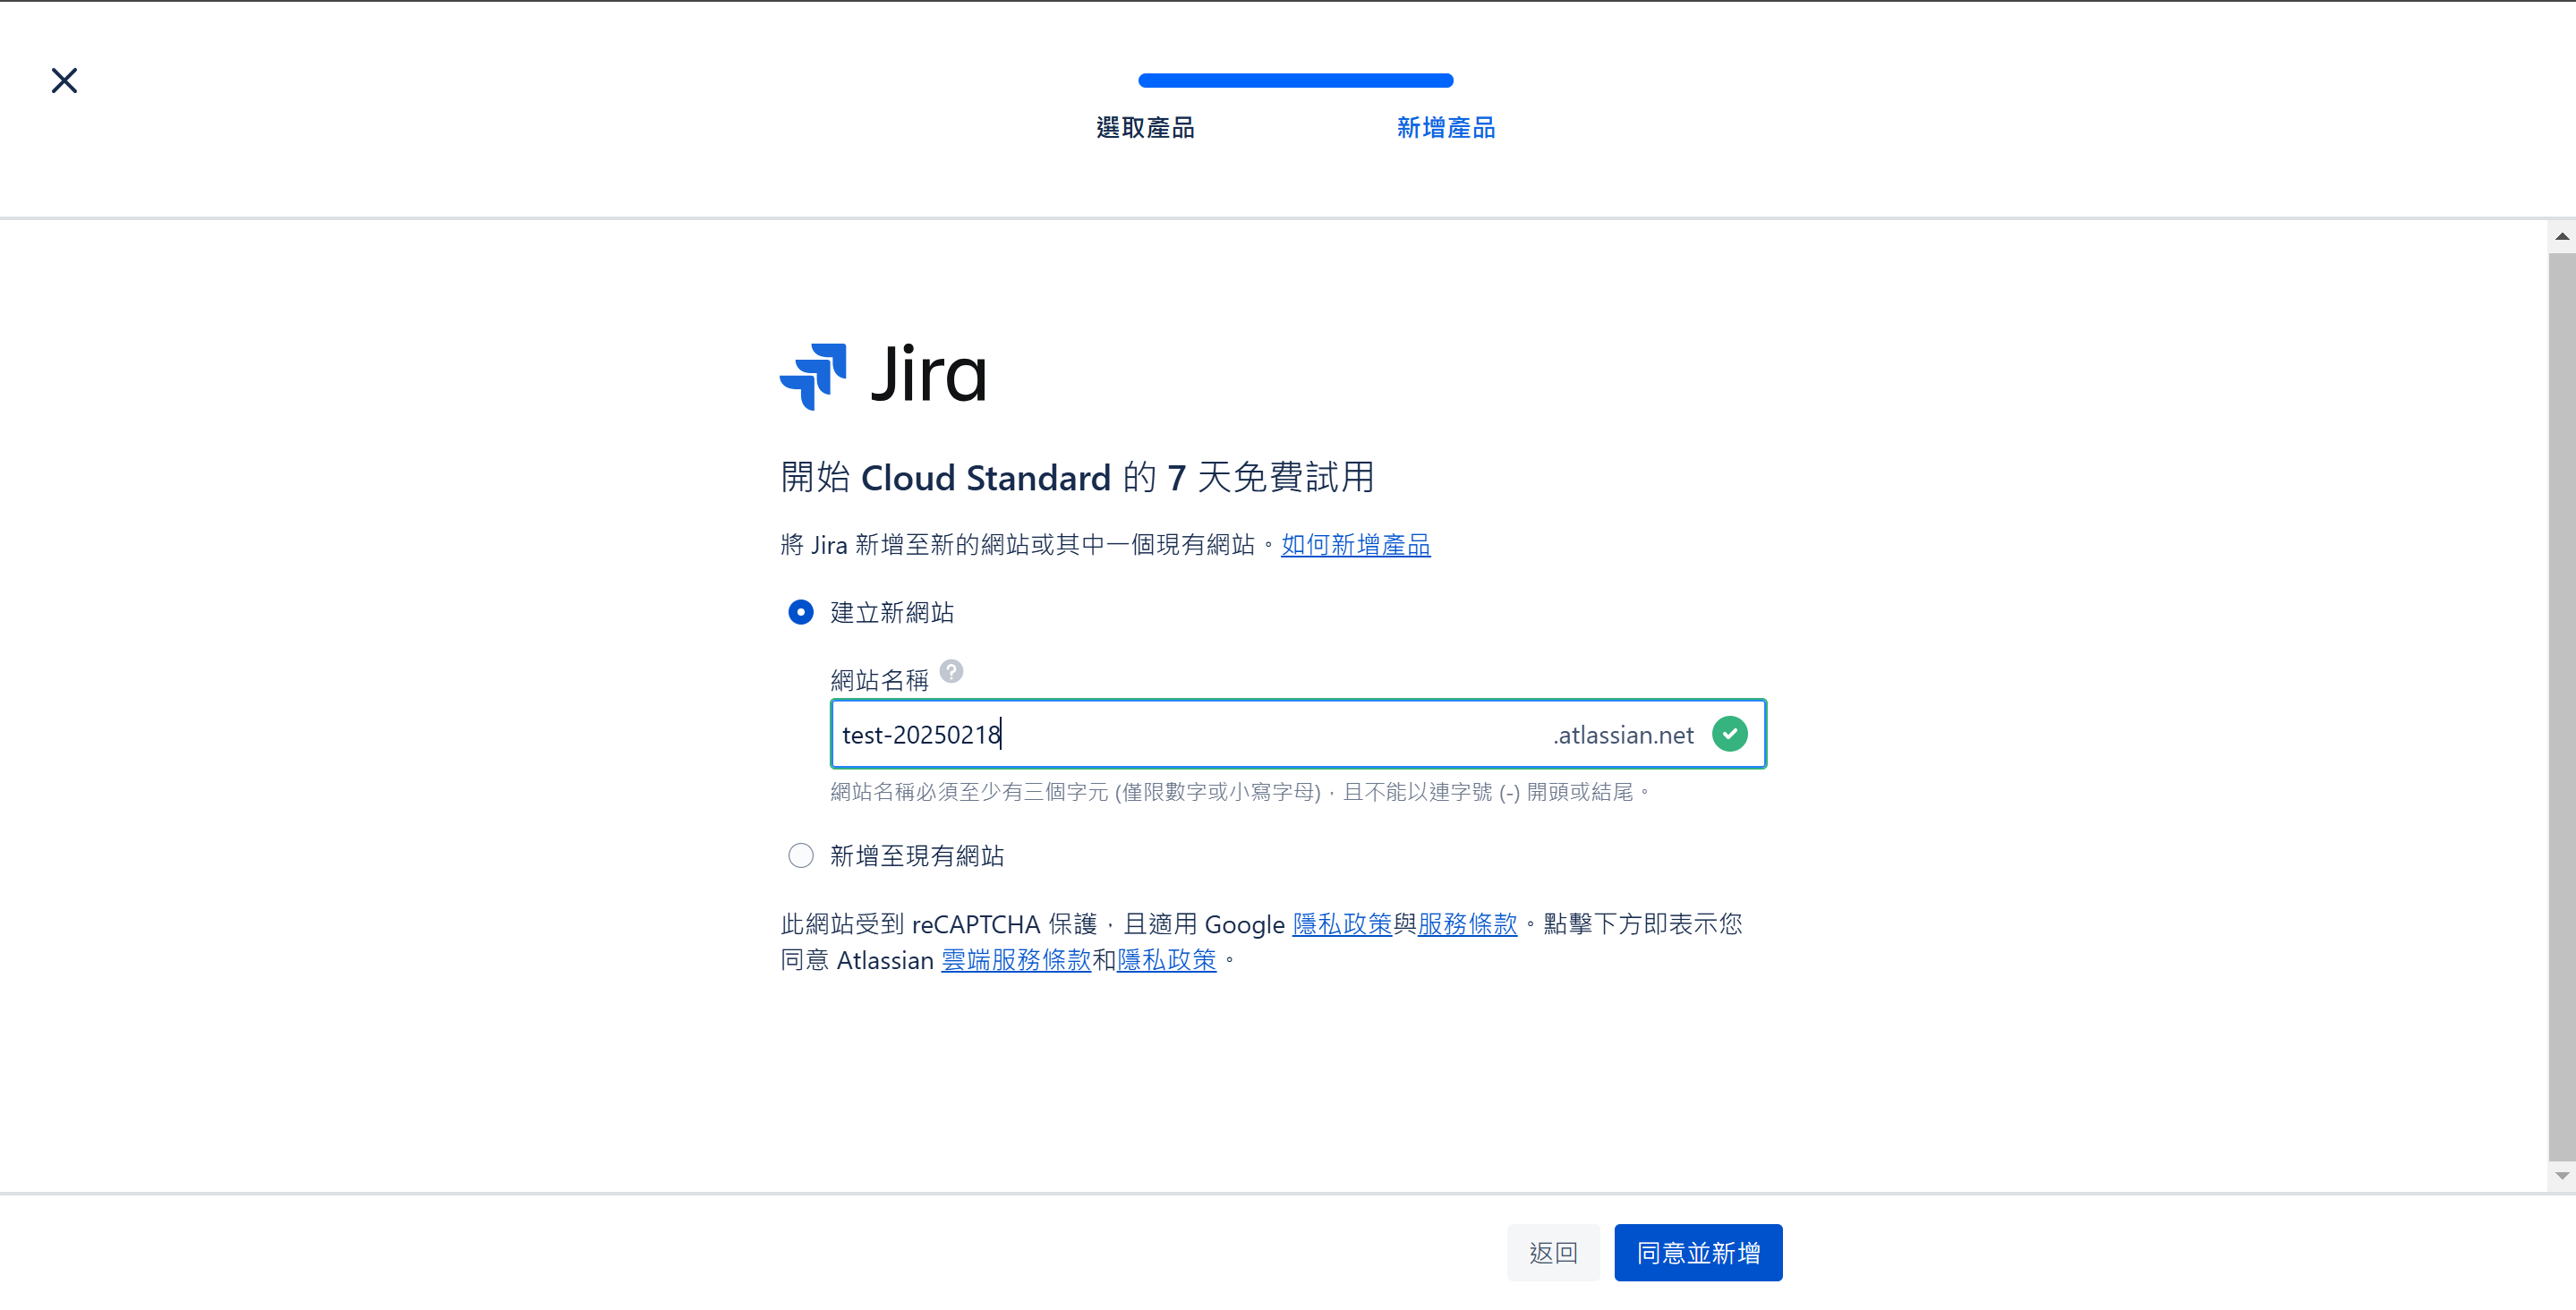 選取產品
新增產品
Jira
開始 Cloud Standard 的 7 天免費試用
將 Jira 新增至新的網站或其中一個現有網站。如何新增產品
建立新網站
網站名稱 ?
test-20250218 .atlassian.net
網站名稱必須至少有三個字元 (僅限數字或小寫字母)，且不能以連字號 (-) 開頭或結尾。
新增至現有網站
此網站受到 reCAPTCHA 保護，且適用 Google 隱私政策與服務條款。點擊下方即表示您
同意 Atlassian 雲端服務條款和隱私政策。
返回
同意並新增